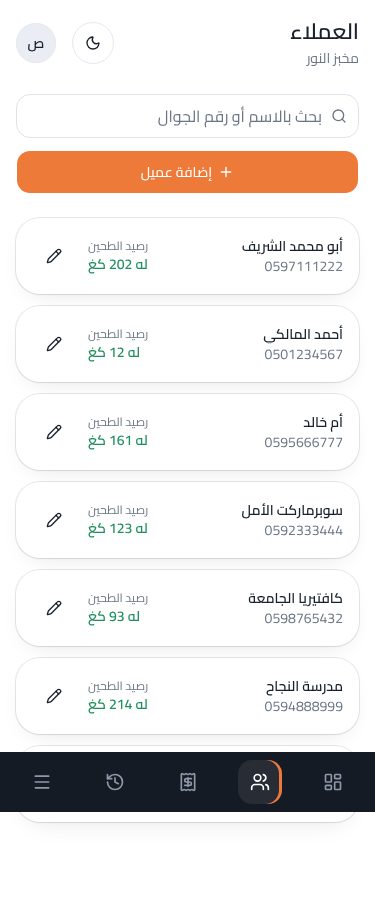 العملاء
مخبز النور
ص
بحث بالاسم أو رقم الجوال
إضافة عميل
أبو محمد الشريف
0597111222
رصيد الطحين
له 202 كغ
أحمد المالكي
0501234567
رصيد الطحين
له 12 كغ
أم خالد
0595666777
رصيد الطحين
له 161 كغ
سوبرماركت الأمل
0592333444
رصيد الطحين
له 123 كغ
كافتيريا الجامعة
0598765432
رصيد الطحين
له 93 كغ
مدرسة النجاح
0594888999
رصيد الطحين
له 214 كغ